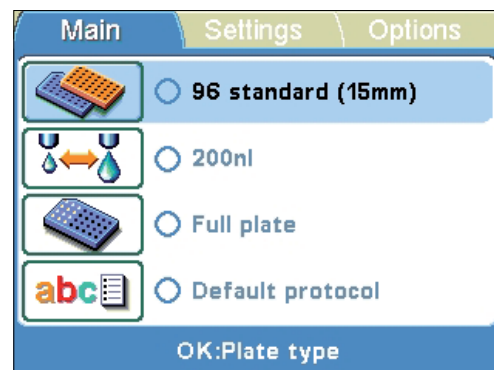 Main Settings Options
96 standard (15mm)
200nl
Full plate
abc Default protocol
OK:Plate type